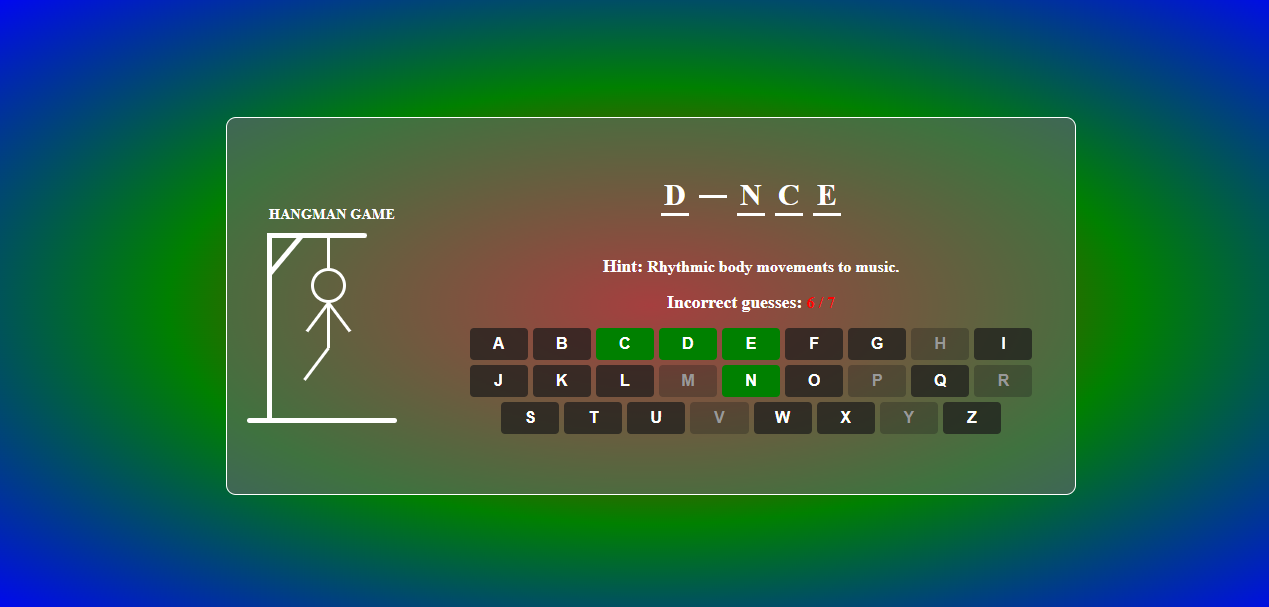 D — N C E
HANGMAN GAME
Hint: Rhythmic body movements to music.
Incorrect guesses: 6 / 7
A B C D E F G H I
J K L M N O P Q R
S T U V W X Y Z